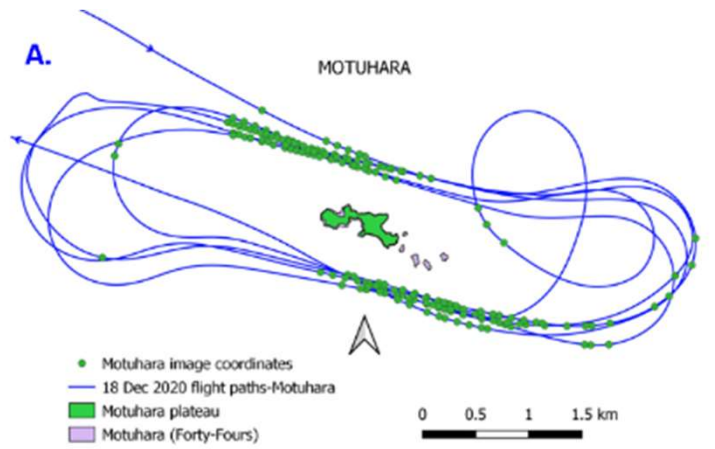 A.
MOTUHARA
Motuhara image coordinates
18 Dec 2020 flight paths-Motuhara
Motuhara plateau
Motuhara (Forty-Fours)
0 0.5 1 1.5 km